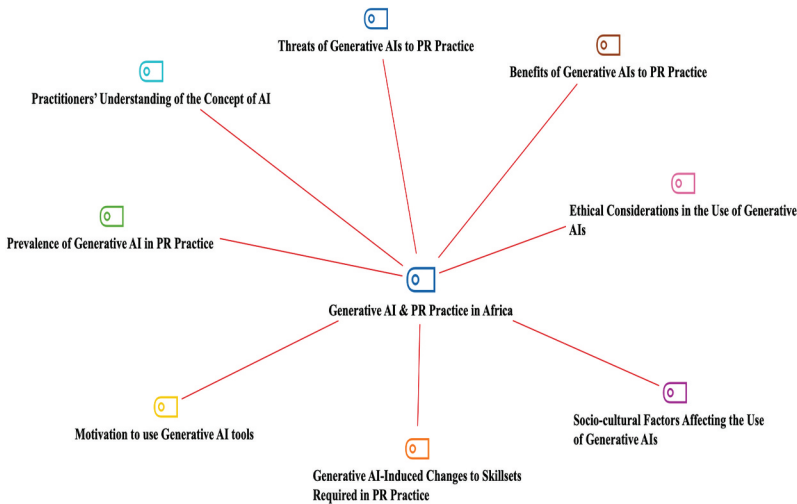 Threats of Generative AIs to PR Practice
Benefits of Generative AIs to PR Practice
Practitioners’ Understanding of the Concept of AI
Ethical Considerations in the Use of Generative
AIs
Prevalence of Generative AI in PR Practice
Generative AI & PR Practice in Africa
Motivation to use Generative AI tools
Socio-cultural Factors Affecting the Use
of Generative AIs
Generative AI-Induced Changes to Skillsets
Required in PR Practice